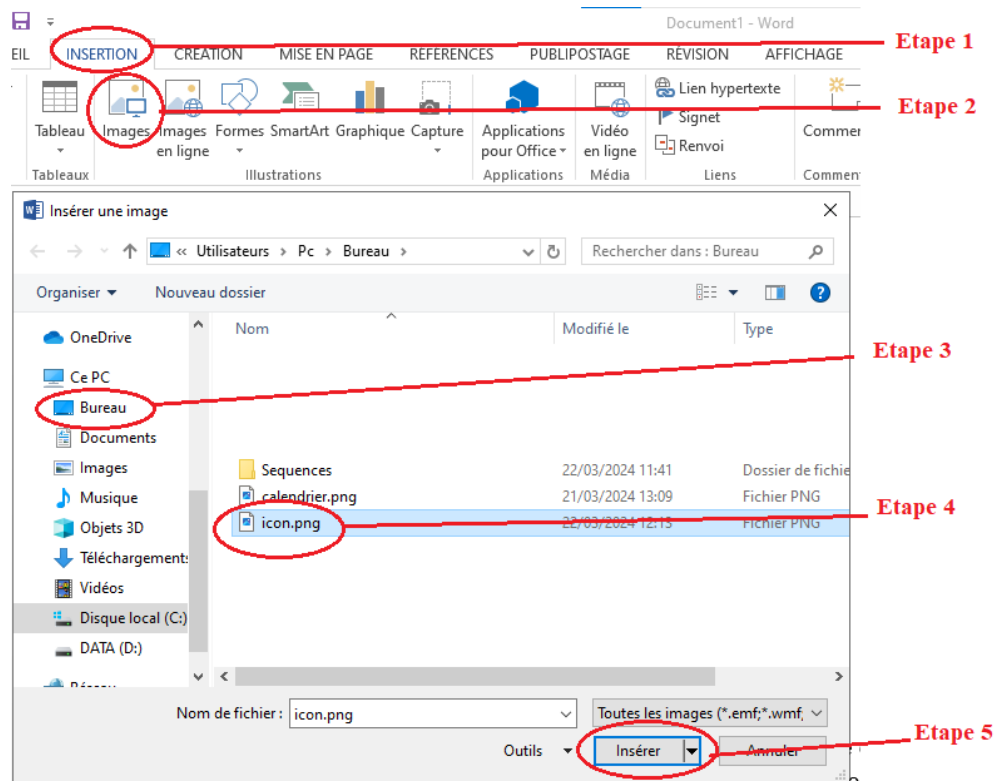 Document1 - Word
EIL INSERTION CRÉATION MISE EN PAGE RÉFÉRENCES PUBLIPOSTAGE RÉVISION AFFICHAGE
Etape 1
Tableau
Images
Images en ligne
Formes
SmartArt
Graphique
Capture
Applications pour Office
Vidéo en ligne
Lien hypertexte
Signet
Renvoi
Commen
Etape 2
Tableaux Illustrations Applications Média Liens Commen
Insérer une image
« Utilisateurs > Pc > Bureau >
Rechercher dans : Bureau
Organiser Nouveau dossier
Nom Modifié le Type
OneDrive
Ce PC
Bureau
Documents
Images
Musique
Objets 3D
Téléchargements
Vidéos
Disque local (C:)
DATA (D:)
Etape 3
Sequences 22/03/2024 11:41 Dossier de fichie
calendrier.png 21/03/2024 13:09 Fichier PNG
icon.png 22/03/2024 12:13 Fichier PNG
Etape 4
Nom de fichier : icon.png Toutes les images (*.emf;*.wmf;
Outils Insérer Annuler
Etape 5